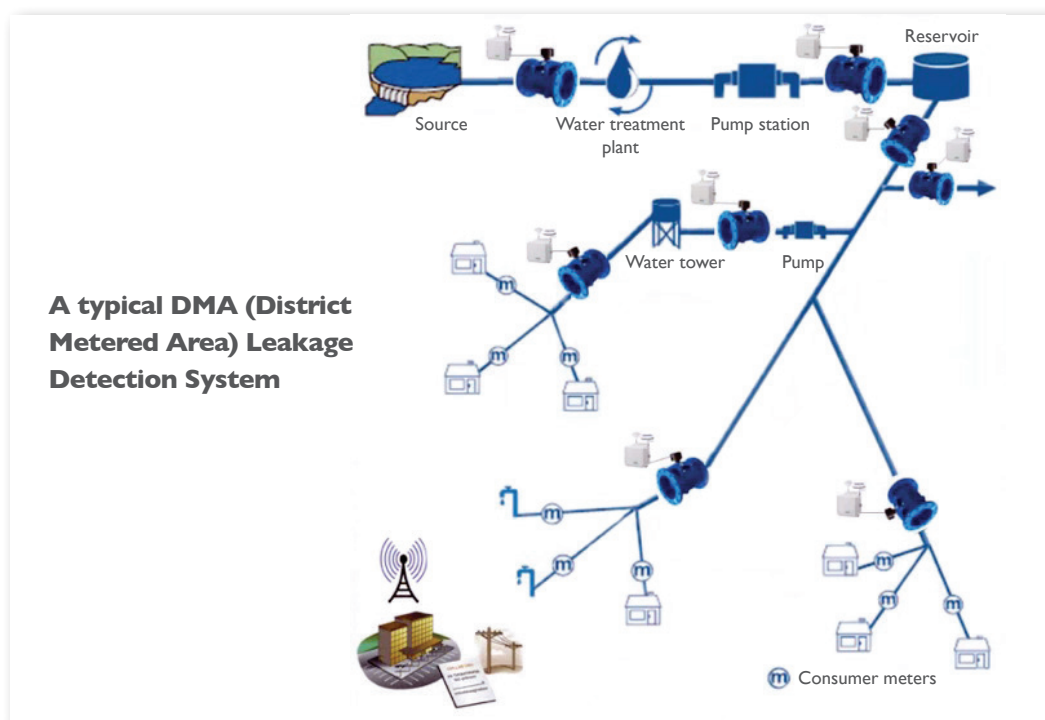 Reservoir
Source
Water treatment
plant
Pump station
Water tower
Pump
A typical DMA (District
Metered Area) Leakage
Detection System
m
m
m
m
m
m
m
m
m
m Consumer meters